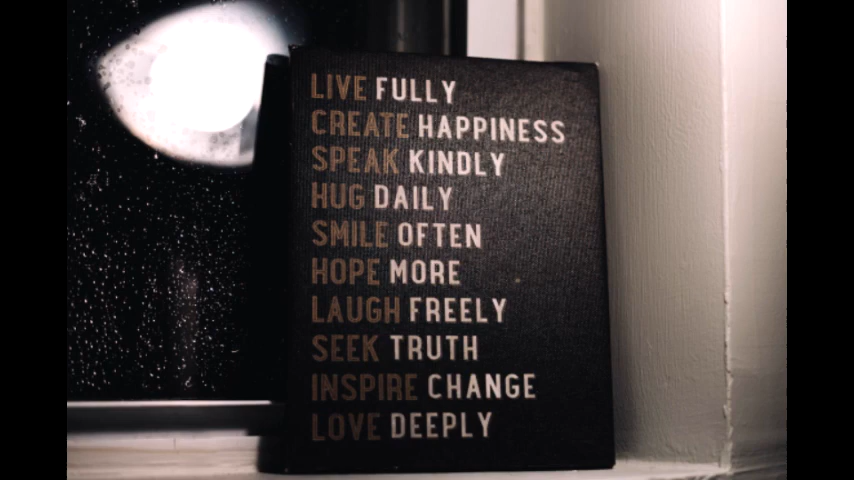 LIVE FULLY
CREATE HAPPINESS
SPEAK KINDLY
HUG DAILY
SMILE OFTEN
HOPE MORE
LAUGH FREELY
SEEK TRUTH
INSPIRE CHANGE
LOVE DEEPLY